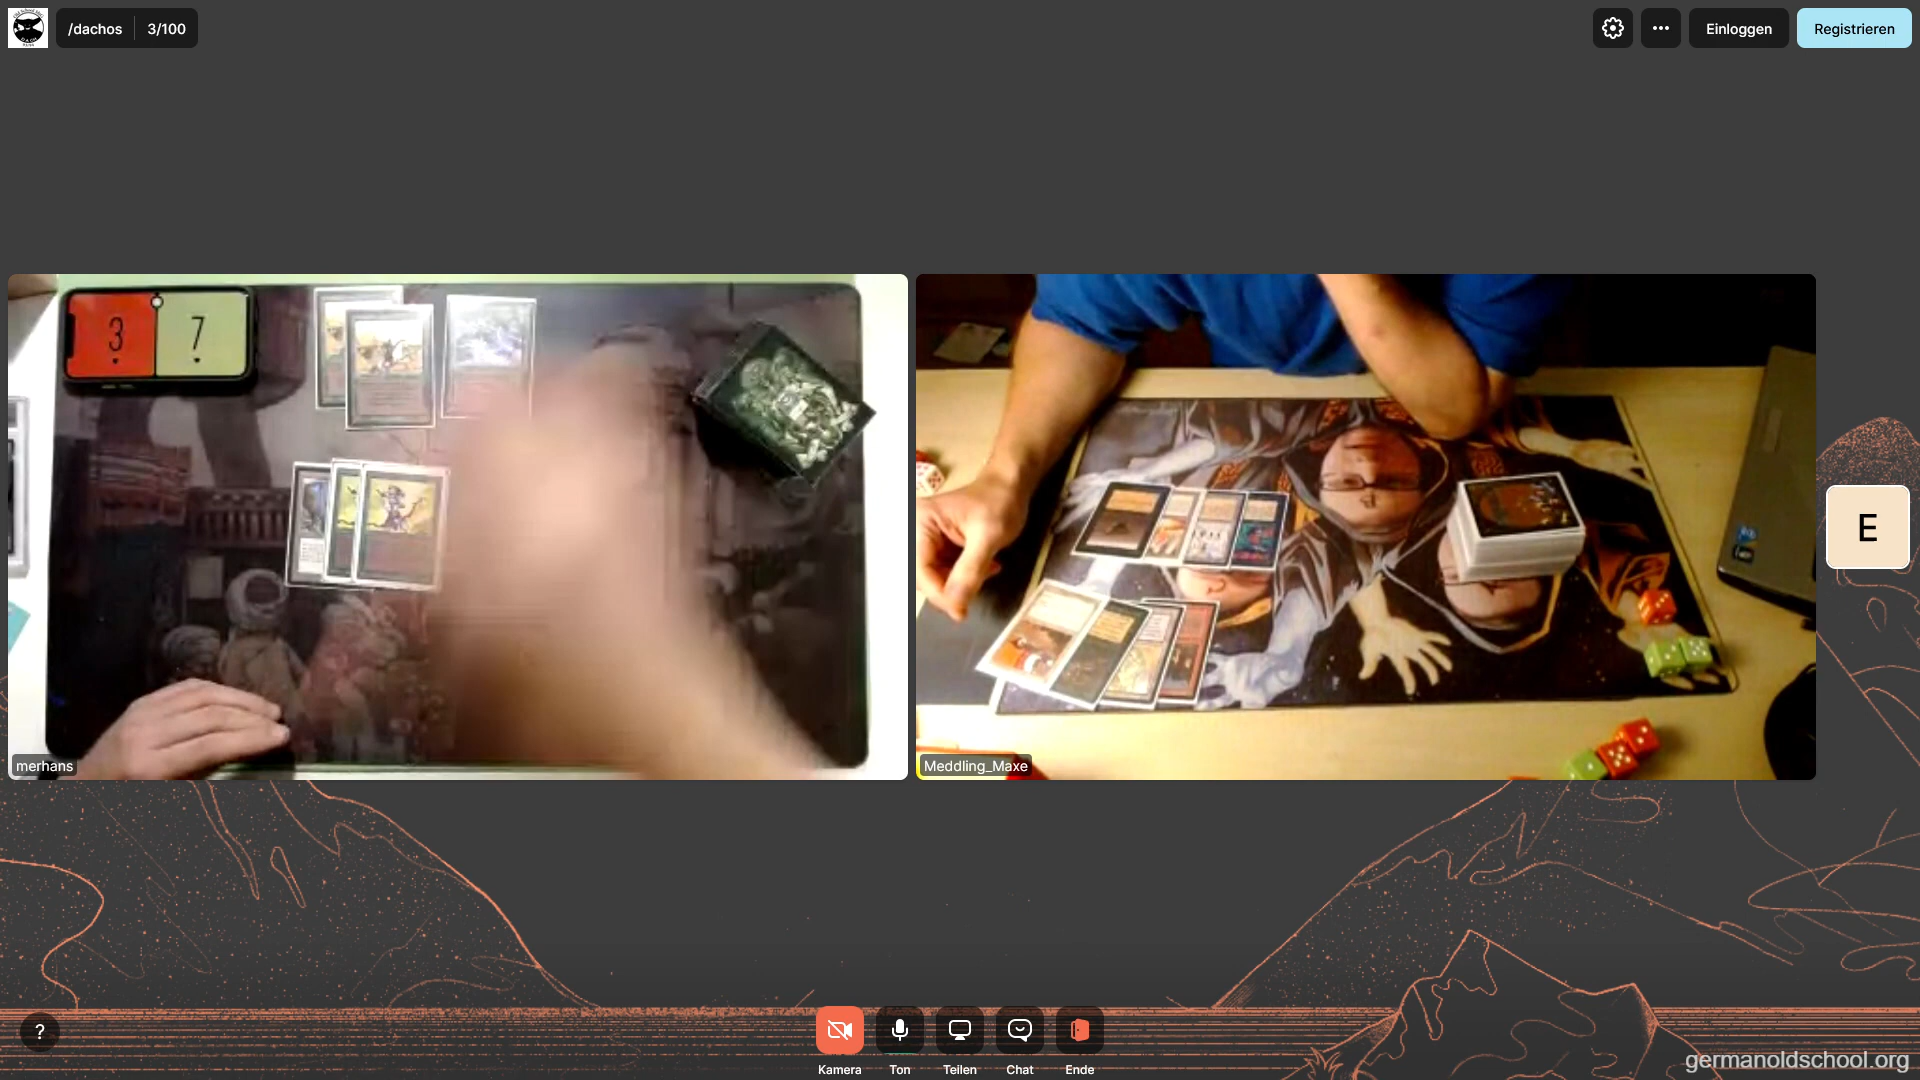 /dachos
3/100
Einloggen
Registrieren
3
7
E
merhans
Meddling_Maxe
?
Kamera
Ton
Teilen
Chat
Ende
germanoldschool.org